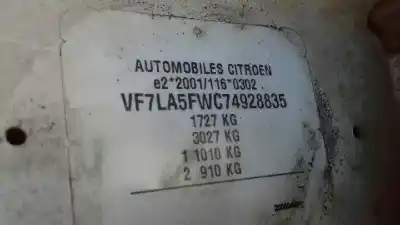 AUTOMOBILES CITROEN
e2*2001/116*0302.
VF7LA5FWC74928835
1727 KG
3027 KG
1 1010 KG
2 910 KG